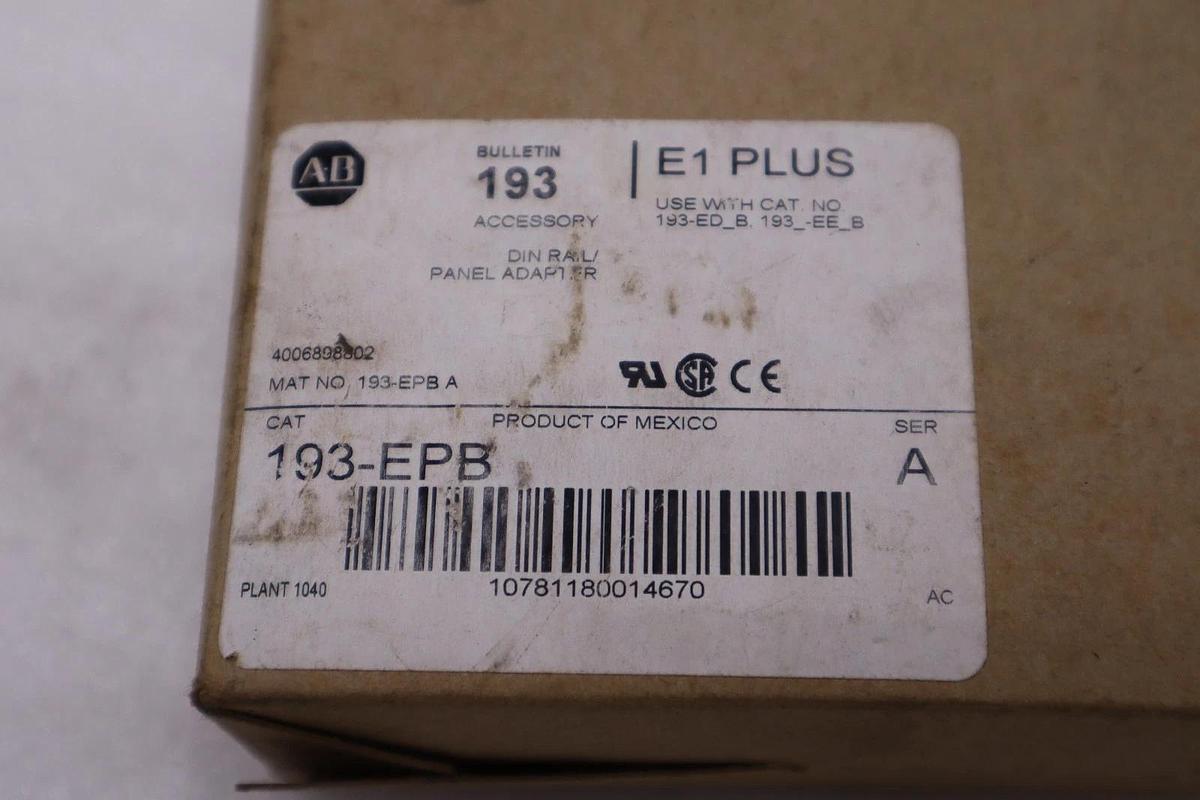 A·B
BULLETIN
193
ACCESSORY
DIN RAIL/
PANEL ADAPTER
E1 PLUS
USE WITH CAT. NO.
193-ED_B, 193_-EE_B
4006898802
MAT NO. 193-EPB A
CE
CAT
PRODUCT OF MEXICO
SER
193-EPB
A
PLANT 1040
10781180014670
AC